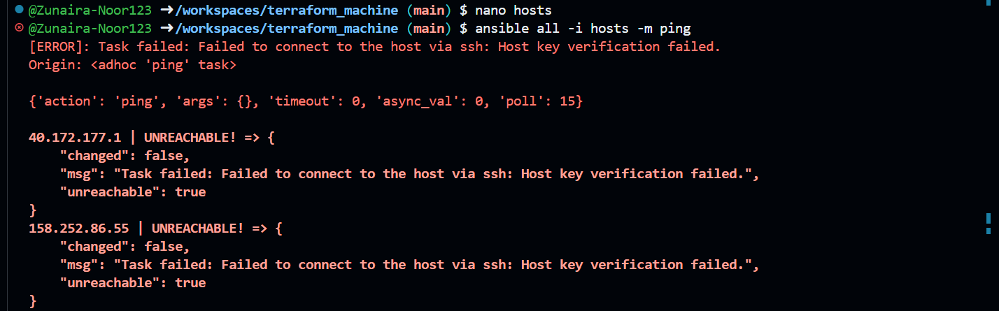 @Zunaira-Noor123 ➜/workspaces/terraform_machine (main) $ nano hosts
@Zunaira-Noor123 ➜/workspaces/terraform_machine (main) $ ansible all -i hosts -m ping
[ERROR]: Task failed: Failed to connect to the host via ssh: Host key verification failed.
Origin: <adhoc 'ping' task>

{'action': 'ping', 'args': {}, 'timeout': 0, 'async_val': 0, 'poll': 15}

40.172.177.1 | UNREACHABLE! => {
    "changed": false,
    "msg": "Task failed: Failed to connect to the host via ssh: Host key verification failed.",
    "unreachable": true
}
158.252.86.55 | UNREACHABLE! => {
    "changed": false,
    "msg": "Task failed: Failed to connect to the host via ssh: Host key verification failed.",
    "unreachable": true
}